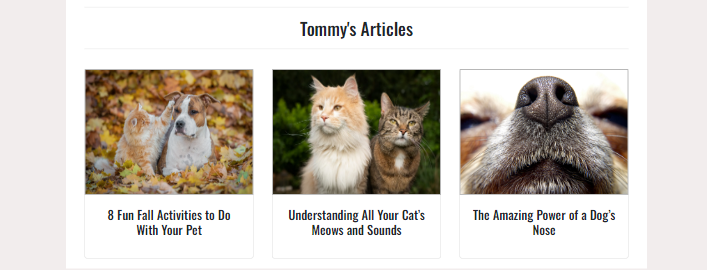 Tommy's Articles
8 Fun Fall Activities to Do
With Your Pet
Understanding All Your Cat's
Meows and Sounds
The Amazing Power of a Dog's
Nose